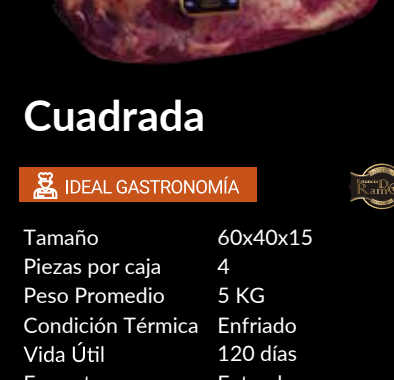 Cuadrada
IDEAL GASTRONOMÍA
Tamaño 60x40x15
Piezas por caja 4
Peso Promedio 5 KG
Condición Térmica Enfriado
Vida Útil 120 días